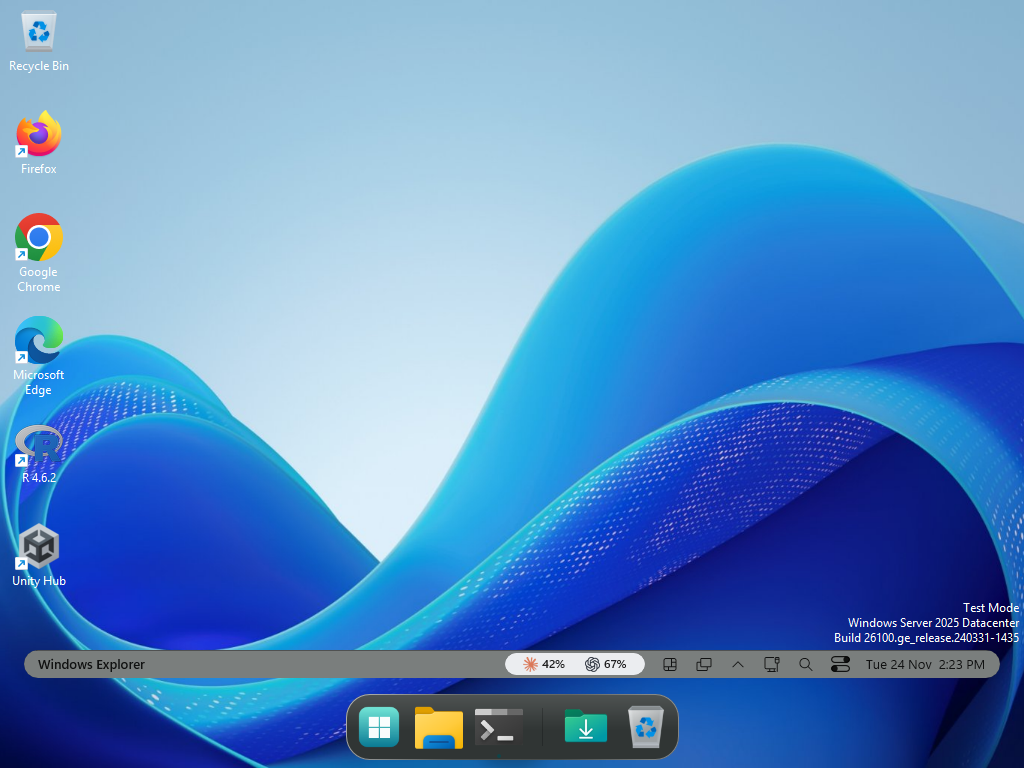 Recycle Bin
Firefox
Google
Chrome
Microsoft
Edge
R 4.6.2
Unity Hub
Test Mode
Windows Server 2025 Datacenter
Build 26100.ge_release.240331-1435
Windows Explorer
42%
67%
Tue 24 Nov 2:23 PM